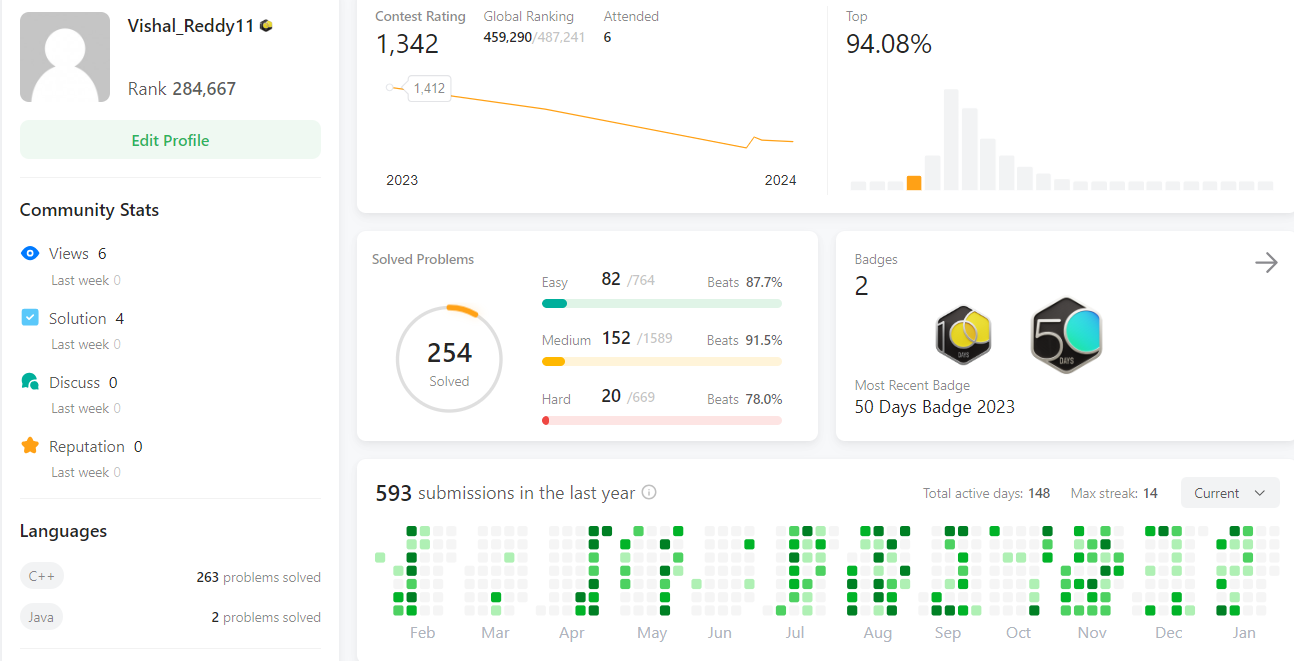 Vishal_Reddy11
Rank 284,667
Edit Profile
Community Stats
Views 6
Last week 0
Solution 4
Last week 0
Discuss 0
Last week 0
Reputation 0
Last week 0
Languages
C++ 263 problems solved
Java 2 problems solved
Contest Rating
1,342
Global Ranking
459,290/487,241
Attended
6
1,412
2023 2024
Top
94.08%
Solved Problems
254
Solved
Easy 82 /764 Beats 87.7%
Medium 152 /1589 Beats 91.5%
Hard 20 /669 Beats 78.0%
Badges
2
100 DAYS
50 DAYS
Most Recent Badge
50 Days Badge 2023
593 submissions in the last year
Total active days: 148 Max streak: 14 Current
Feb Mar Apr May Jun Jul Aug Sep Oct Nov Dec Jan